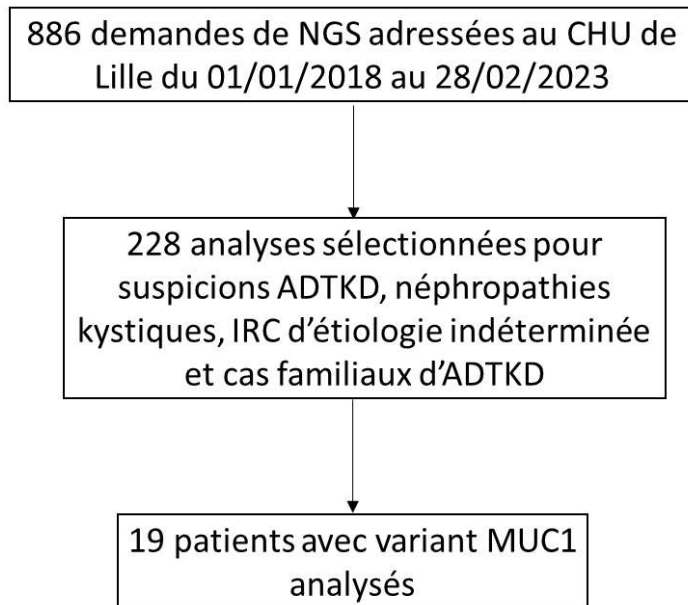 886 demandes de NGS adressées au CHU de
Lille du 01/01/2018 au 28/02/2023
228 analyses sélectionnées pour
suspicions ADTKD, néphropathies
kystiques, IRC d’étiologie indéterminée
et cas familiaux d’ADTKD
19 patients avec variant MUC1
analysés